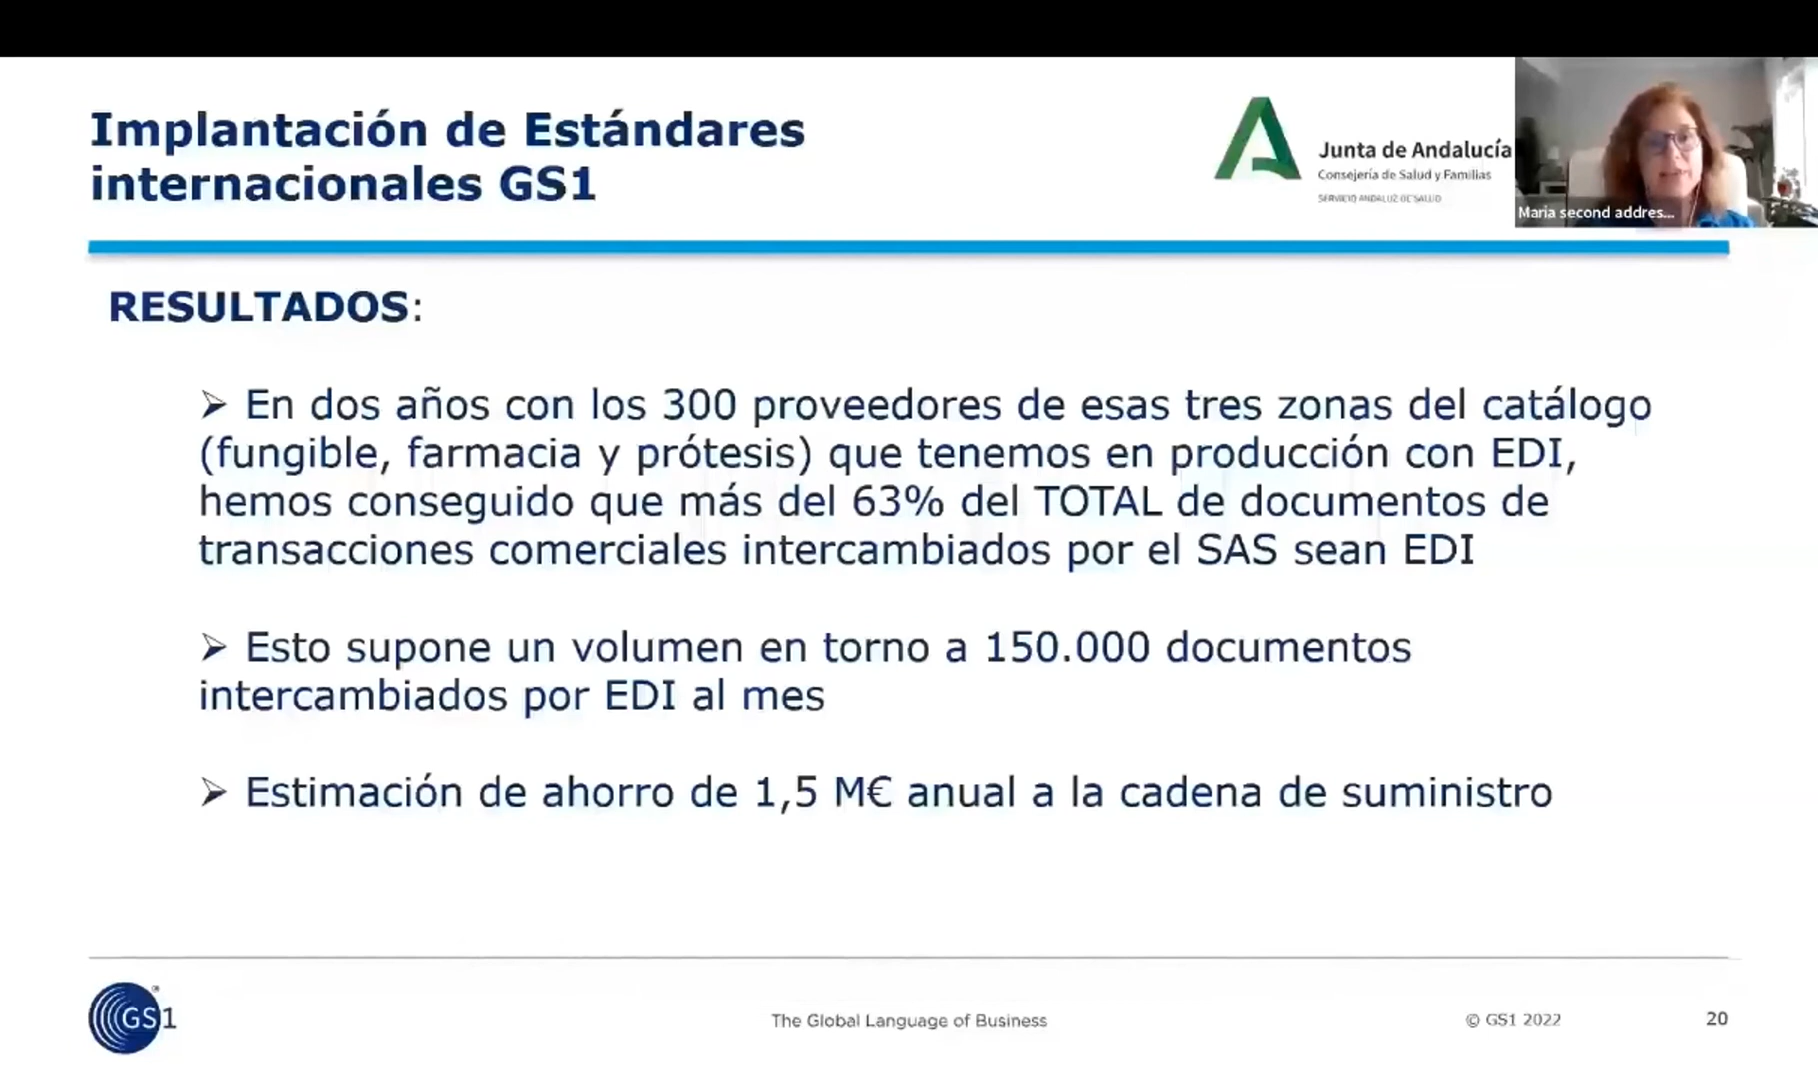 Implantación de Estándares
internacionales GS1
Junta de Andalucía
Consejería de Salud y Familias
SERVICIO ANDALUZ DE SALUD
Maria second addres...
RESULTADOS:
➢ En dos años con los 300 proveedores de esas tres zonas del catálogo
(fungible, farmacia y prótesis) que tenemos en producción con EDI,
hemos conseguido que más del 63% del TOTAL de documentos de
transacciones comerciales intercambiados por el SAS sean EDI
➢ Esto supone un volumen en torno a 150.000 documentos
intercambiados por EDI al mes
➢ Estimación de ahorro de 1,5 M€ anual a la cadena de suministro
GS1
The Global Language of Business
© GS1 2022
20